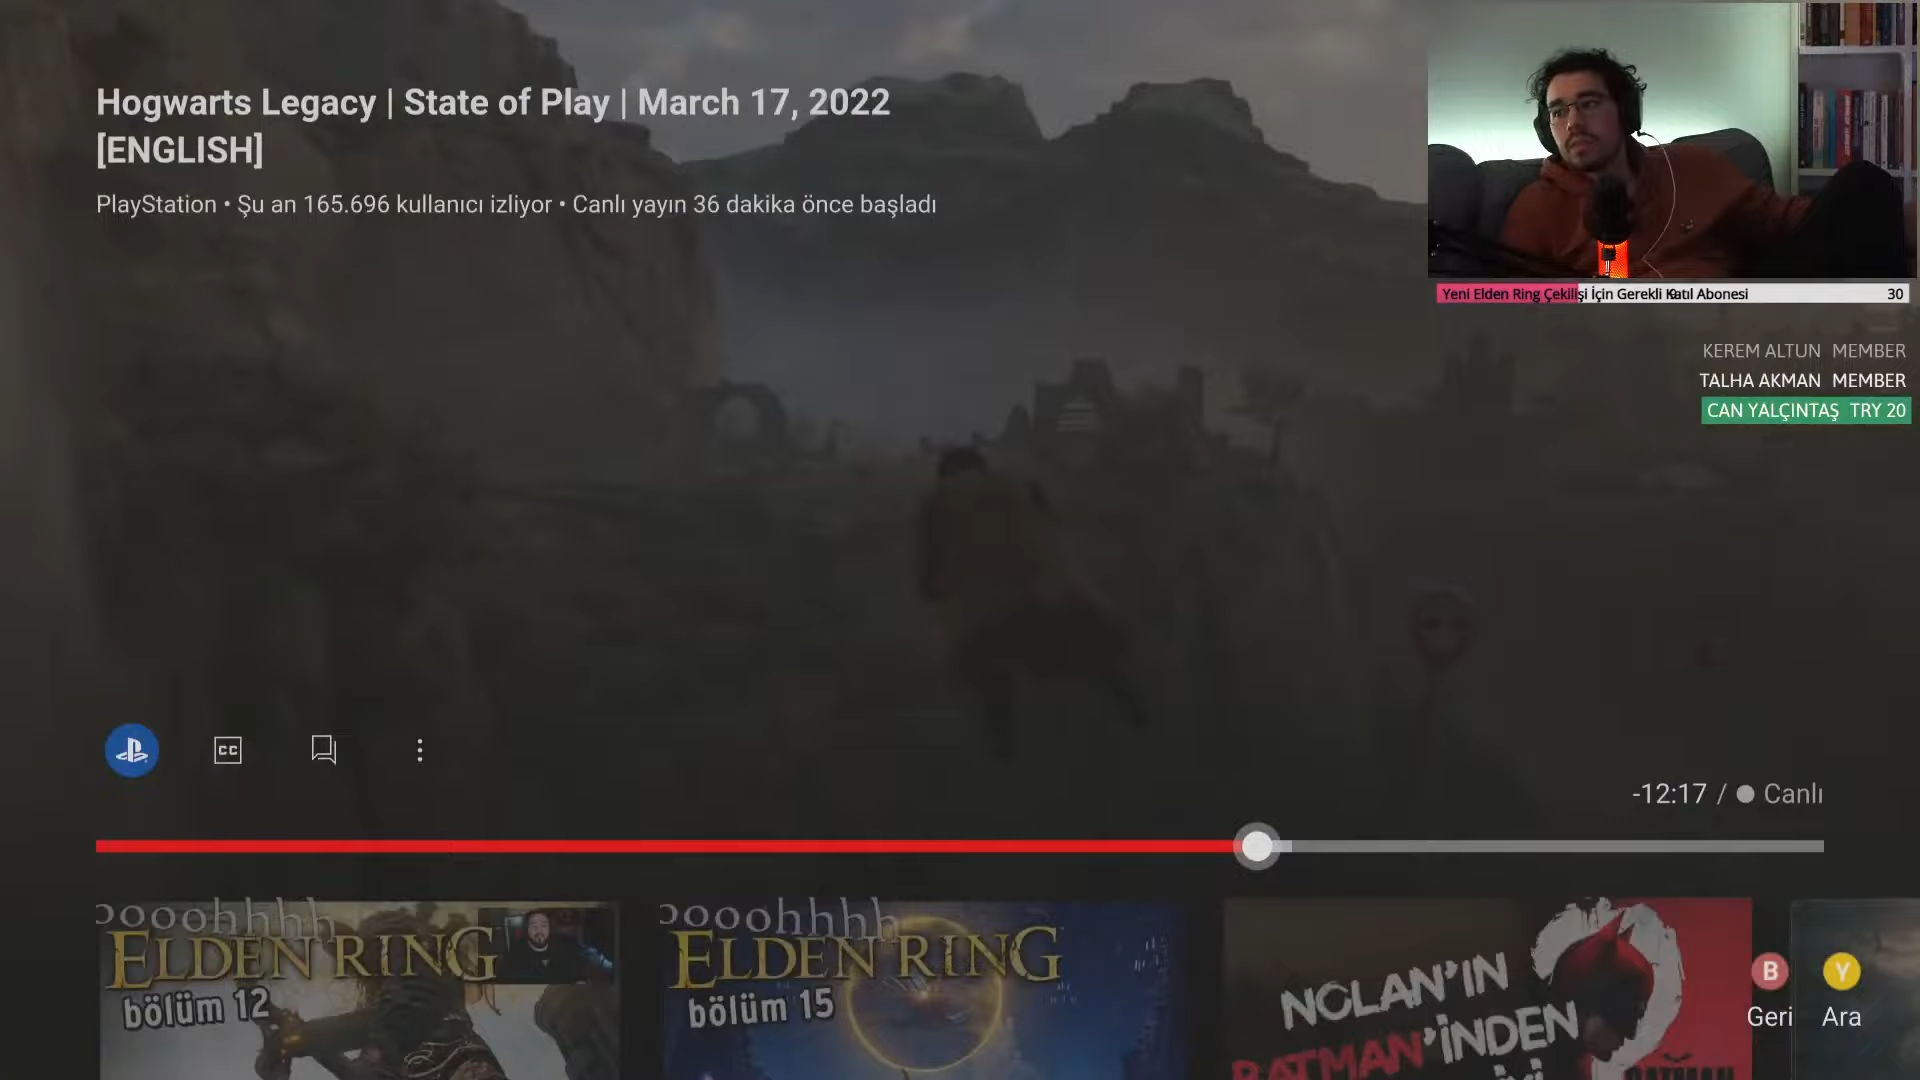 Hogwarts Legacy | State of Play | March 17, 2022
[ENGLISH]
PlayStation • Şu an 165.696 kullanıcı izliyor • Canlı yayın 36 dakika önce başladı
Yeni Elden Ring Çekilişi İçin Gerekli Katıl Abonesi 30
KEREM ALTUN MEMBER
TALHA AKMAN MEMBER
CAN YALÇINTAŞ TRY 20
CC
-12:17 / Canlı
oooohhhh
ELDEN RING
bölüm 12
oooohhhh
ELDEN RING
bölüm 15
NOLAN'IN
BATMAN'İNDEN
B
Geri
Y
Ara